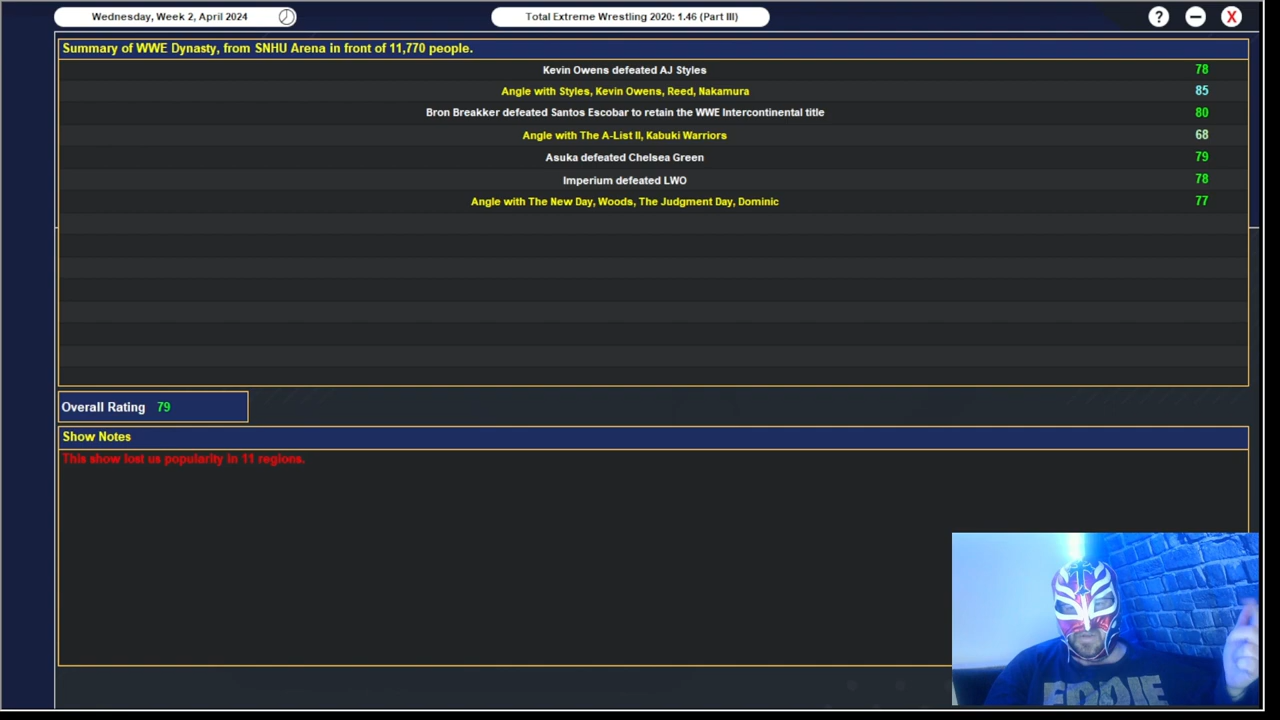 Wednesday, Week 2, April 2024
Total Extreme Wrestling 2020: 1.46 (Part III)
?
X
Summary of WWE Dynasty, from SNHU Arena in front of 11,770 people.
Kevin Owens defeated AJ Styles 78
Angle with Styles, Kevin Owens, Reed, Nakamura 85
Bron Breakker defeated Santos Escobar to retain the WWE Intercontinental title 80
Angle with The A-List II, Kabuki Warriors 68
Asuka defeated Chelsea Green 79
Imperium defeated LWO 78
Angle with The New Day, Woods, The Judgment Day, Dominic 77
Overall Rating 79
Show Notes
This show lost us popularity in 11 regions.
EDDIE